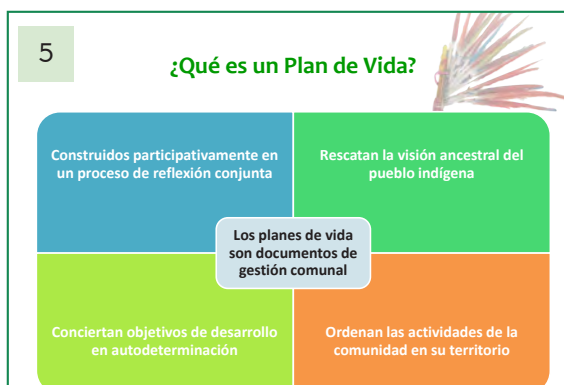 5
¿Qué es un Plan de Vida?
Construidos participativamente en
un proceso de reflexión conjunta
Rescatan la visión ancestral del
pueblo indígena
Los planes de vida
son documentos de
gestión comunal
Conciertan objetivos de desarrollo
en autodeterminación
Ordenan las actividades de la
comunidad en su territorio